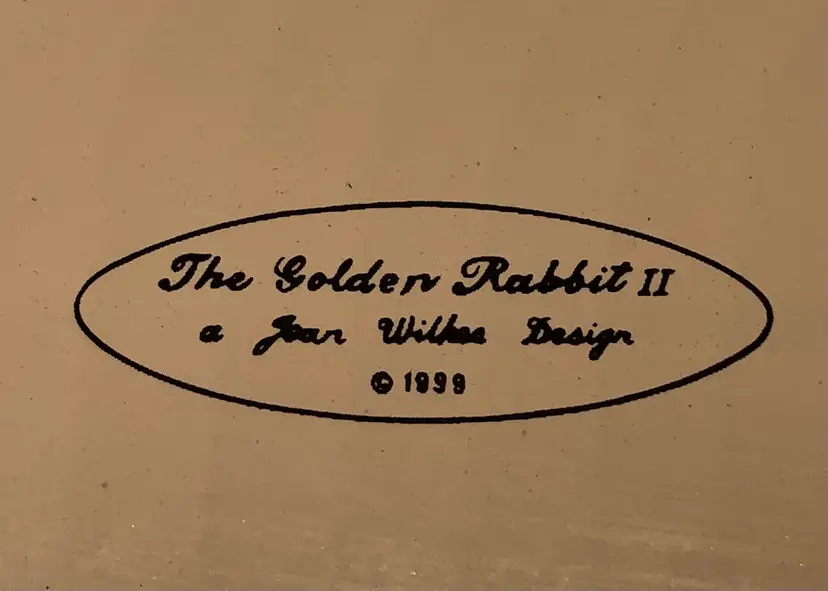 The Golden Rabbit II
a Joan Wilkes Design
© 1999